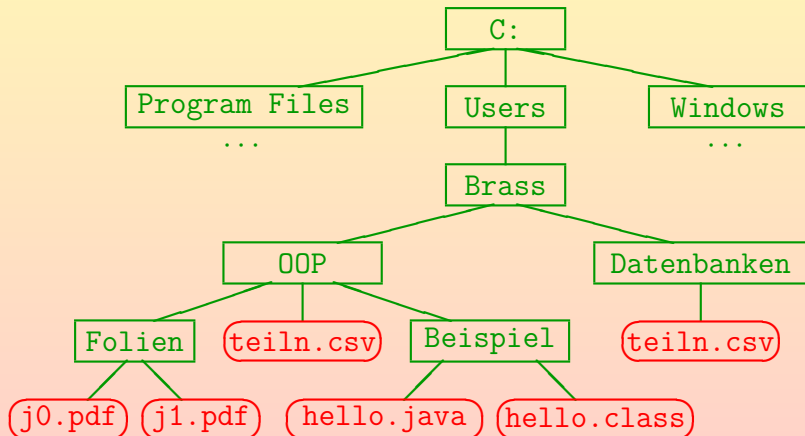 C:
Program Files Users Windows
... ...
Brass
OOP Datenbanken
Folien teiln.csv Beispiel teiln.csv
j0.pdf j1.pdf hello.java hello.class